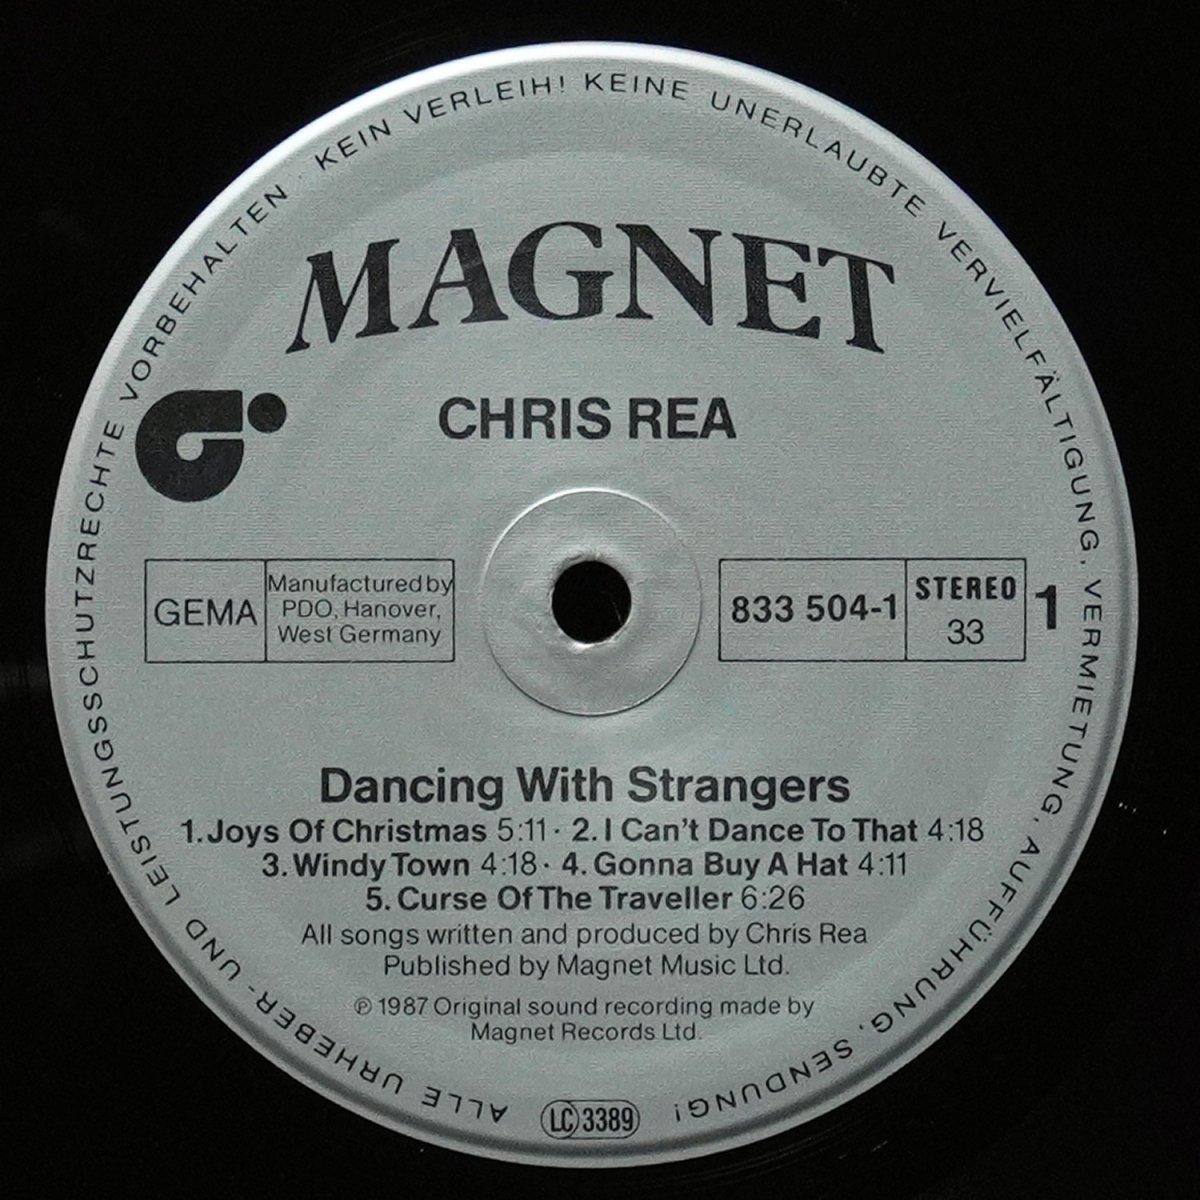 ALLE URHEBER- UND LEISTUNGSSCHUTZRECHTE VORBEHALTEN · KEIN VERLEIH! KEINE UNERLAUBTE VERVIELFÄLTIGUNG, VERMIETUNG, AUFFÜHRUNG, SENDUNG!
MAGNET
CHRIS REA
GEMA
Manufactured by
PDO, Hanover,
West Germany
833 504-1
STEREO
33
1
Dancing With Strangers
1. Joys Of Christmas 5:11 · 2. I Can't Dance To That 4:18
3. Windy Town 4:18 · 4. Gonna Buy A Hat 4:11
5. Curse Of The Traveller 6:26
All songs written and produced by Chris Rea
Published by Magnet Music Ltd.
℗ 1987 Original sound recording made by
Magnet Records Ltd.
LC 3389